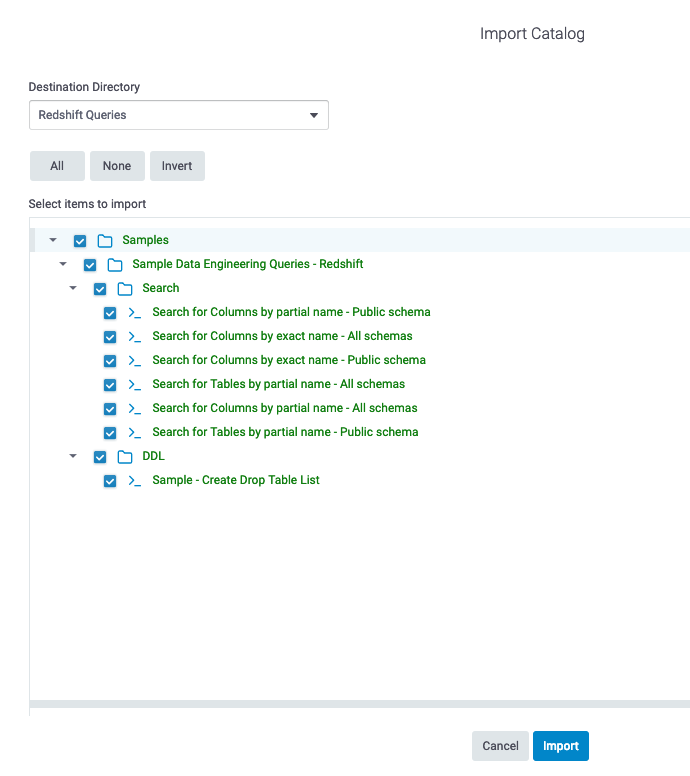 Import Catalog
Destination Directory
Redshift Queries
All None Invert
Select items to import
Samples
Sample Data Engineering Queries - Redshift
Search
Search for Columns by partial name - Public schema
Search for Columns by exact name - All schemas
Search for Columns by exact name - Public schema
Search for Tables by partial name - All schemas
Search for Columns by partial name - All schemas
Search for Tables by partial name - Public schema
DDL
Sample - Create Drop Table List
Cancel Import